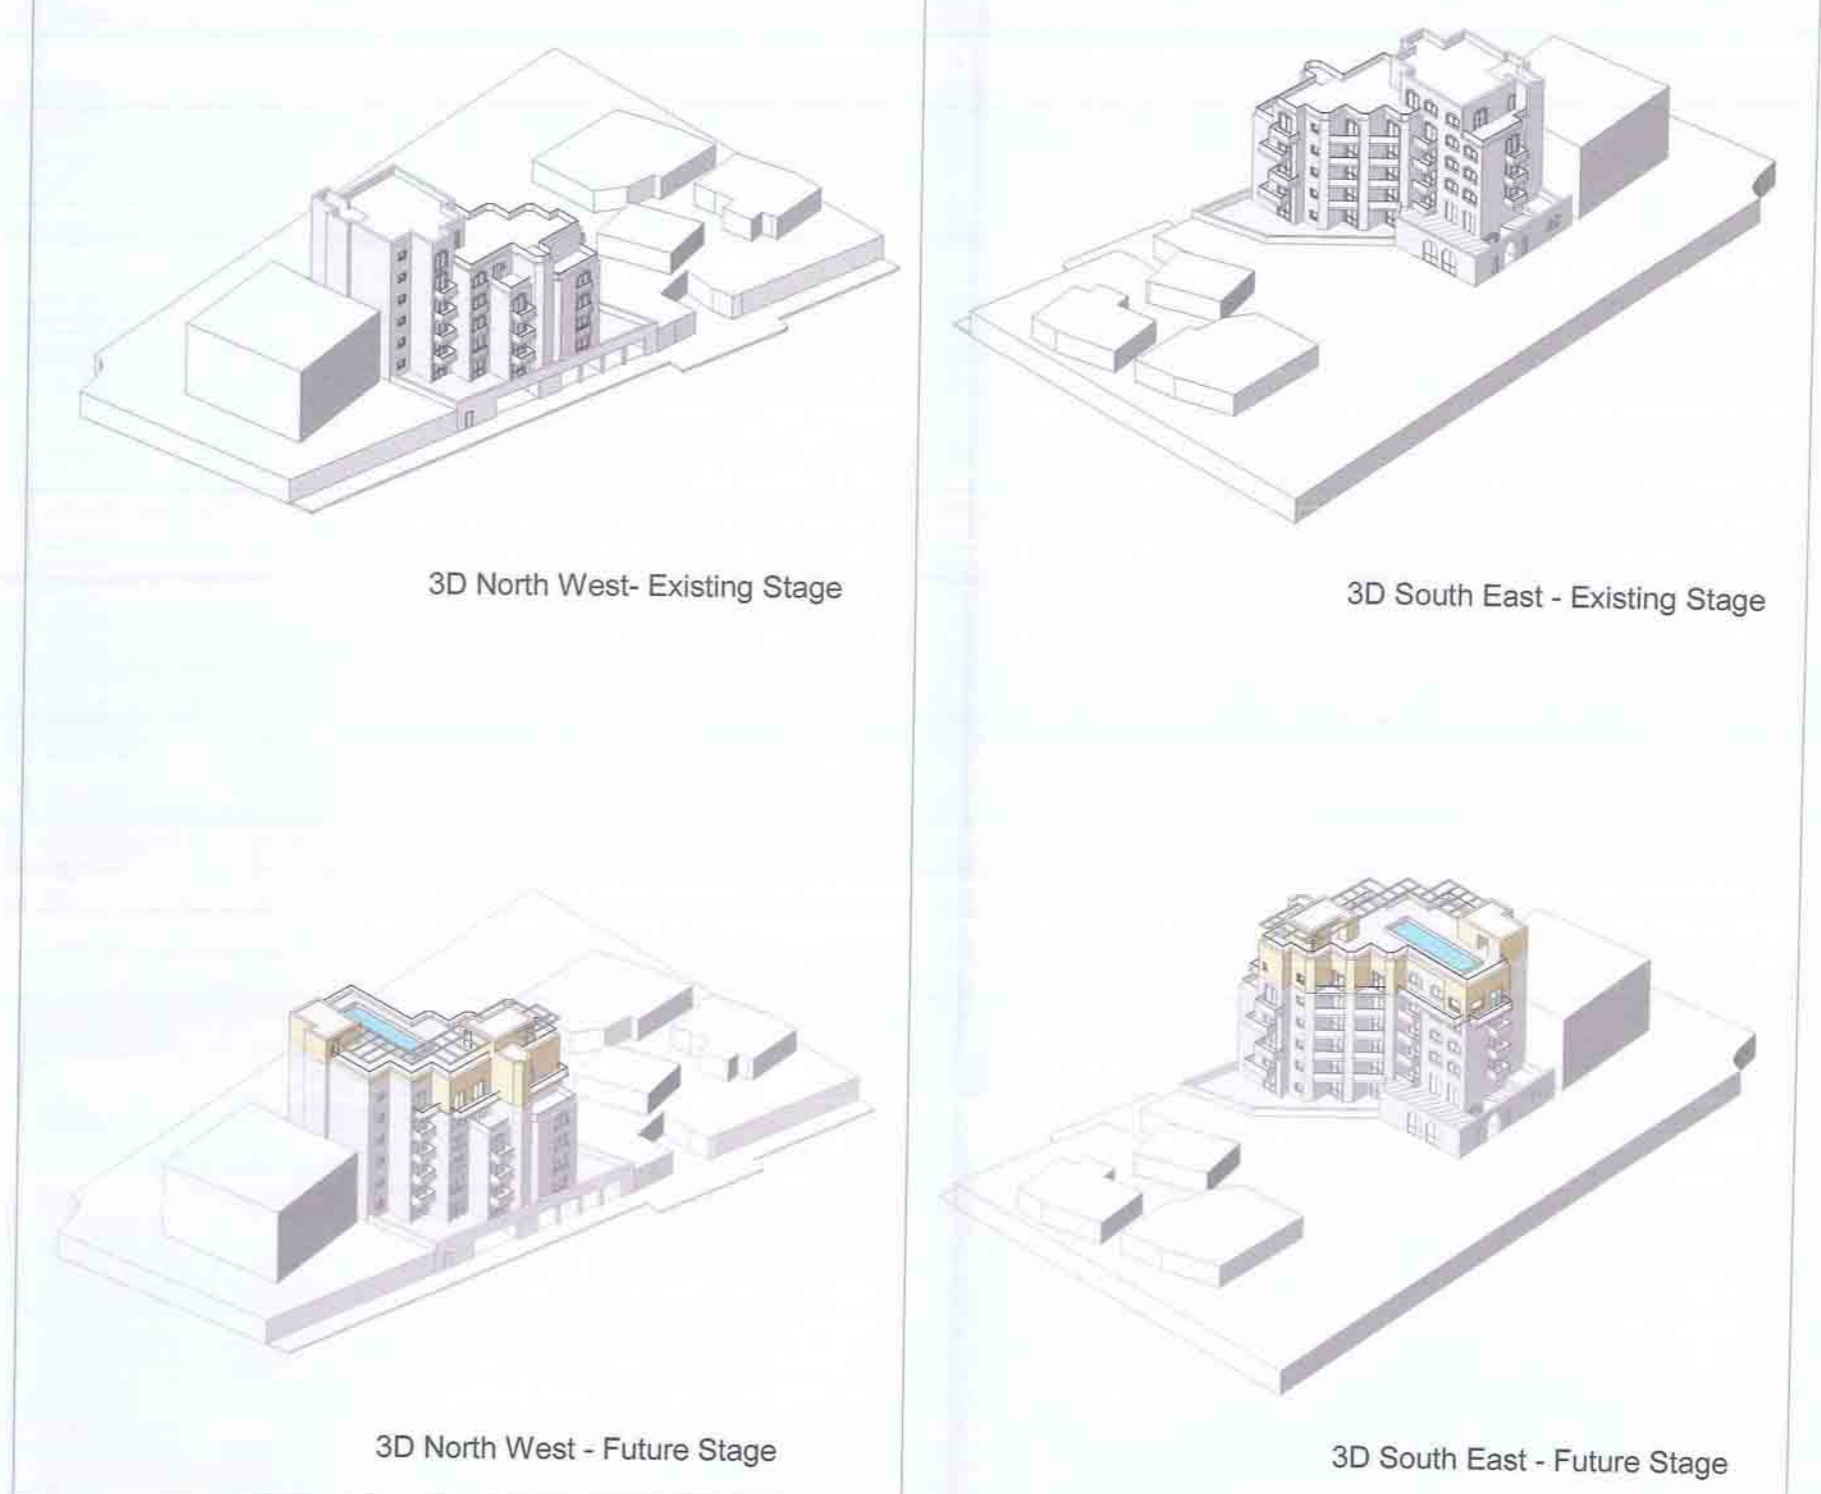 3D North West- Existing Stage
3D South East - Existing Stage
3D North West - Future Stage
3D South East - Future Stage